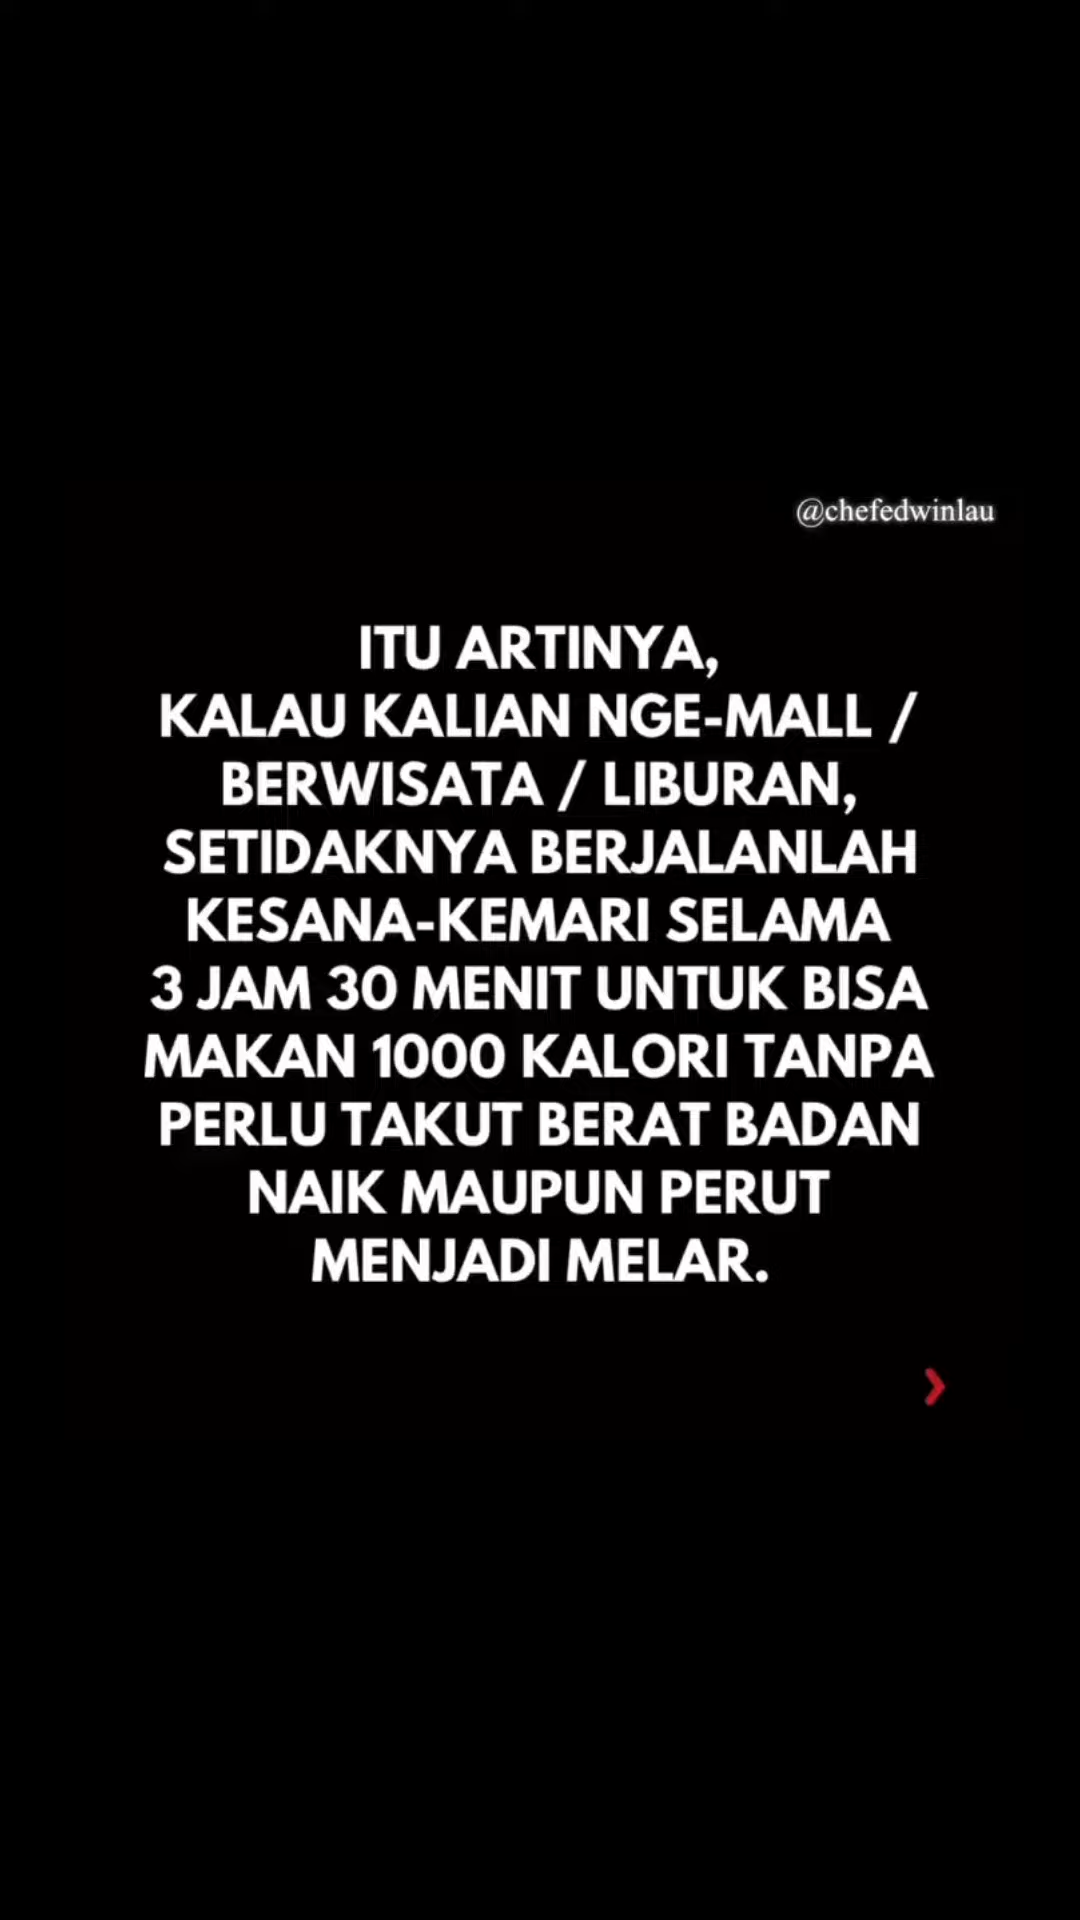 @chefedwinlau
ITU ARTINYA,
KALAU KALIAN NGE-MALL /
BERWISATA / LIBURAN,
SETIDAKNYA BERJALANLAH
KESANA-KEMARI SELAMA
3 JAM 30 MENIT UNTUK BISA
MAKAN 1000 KALORI TANPA
PERLU TAKUT BERAT BADAN
NAIK MAUPUN PERUT
MENJADI MELAR.